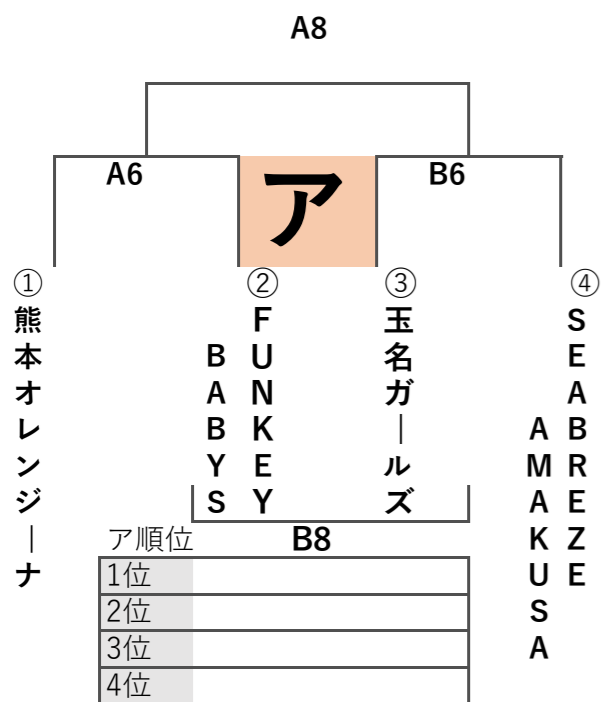 A8
A6
ア
B6
①
熊本オレンジーナ
②
FUNKEY
BABYS
③
玉名ガールズ
④
SEABREZE
AMAKUSA
B8
ア順位
1位
2位
3位
4位